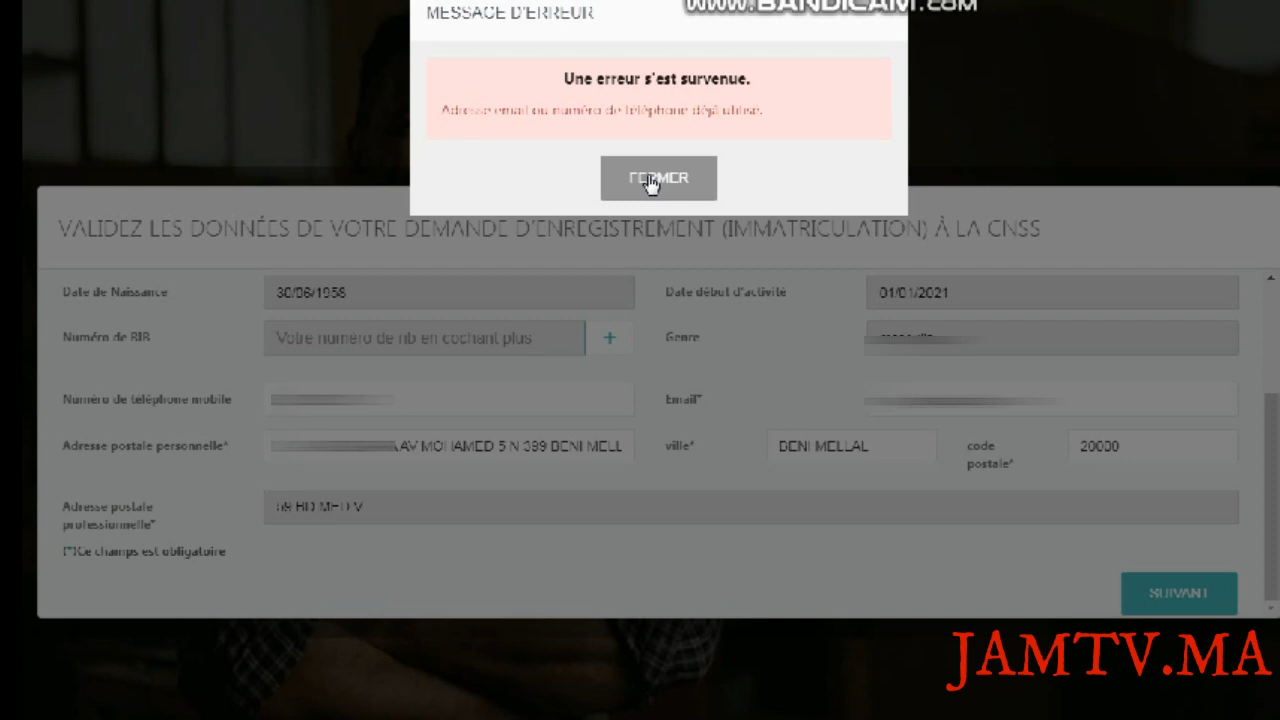 MESSAGE D'ERREUR
www.BANDICAM.com
Une erreur s'est survenue.
Adresse email ou numéro de téléphone déjà utilisé.
FERMER
VALIDEZ LES DONNÉES DE VOTRE DEMANDE D'ENREGISTREMENT (IMMATRICULATION) À LA CNSS
Date de Naissance 30/06/1958 Date début d'activité 01/01/2021
Numéro de RIB Votre numéro de rib en cochant plus + Genre
Numéro de téléphone mobile Email*
Adresse postale personnelle* AV MOHAMED 5 N 399 BENI MELL ville* BENI MELLAL code postale* 20000
Adresse postale professionnelle* 59 BD MED V
(*)Ce champs est obligatoire
SUIVANT
JAMTV.MA